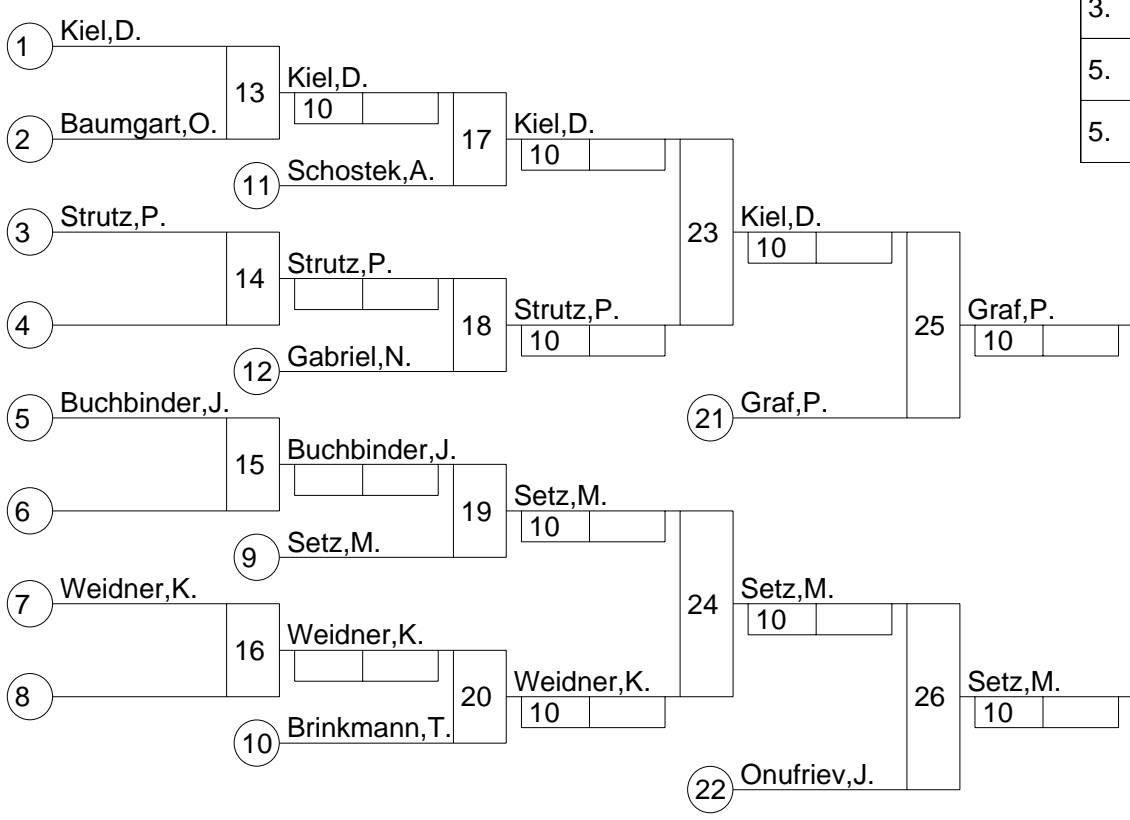 3.
1 Kiel,D.
5.
13 Kiel,D.
10
2 Baumgart,O.
17 Kiel,D.
10
5.
11 Schostek,A.
3 Strutz,P.
23 Kiel,D.
10
14 Strutz,P.
4
18 Strutz,P.
10
25 Graf,P.
10
12 Gabriel,N.
5 Buchbinder,J.
21 Graf,P.
15 Buchbinder,J.
6
19 Setz,M.
10
9 Setz,M.
7 Weidner,K.
24 Setz,M.
10
16 Weidner,K.
8
20 Weidner,K.
10
26 Setz,M.
10
10 Brinkmann,T.
22 Onufriev,J.